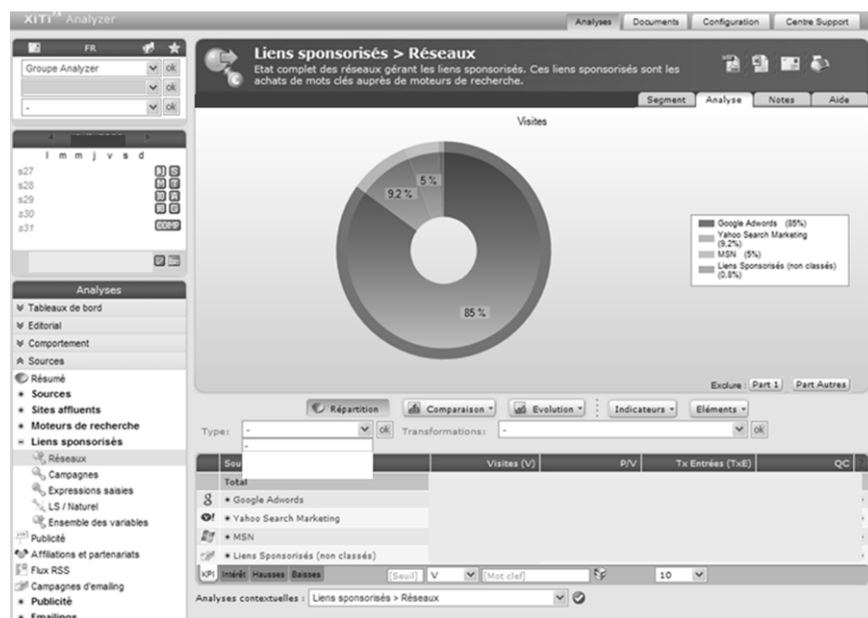 XiTi Analyzer
Analyses Documents Configuration Centre Support
FR
Groupe Analyzer ok
ok
- ok
l m m j v s d
s27
s28
s29
s30
s31
COMP
Analyses
Tableaux de bord
Editorial
Comportement
Sources
Résumé
Sources
Sites affluents
Moteurs de recherche
Liens sponsorisés
Réseaux
Campagnes
Expressions saisies
LS / Naturel
Ensemble des variables
Publicité
Affiliations et partenariats
Flux RSS
Campagnes d'emailing
Publicité
Emailings
Liens sponsorisés > Réseaux
Etat complet des réseaux gérant les liens sponsorisés. Ces liens sponsorisés sont les
achats de mots clés auprès de moteurs de recherche.
Segment Analyse Notes Aide
Visites
9,2 %
5 %
85 %
Google Adwords (85%)
Yahoo Search Marketing
(9,2%)
MSN (5%)
Liens Sponsorisés (non classés)
(0,8%)
Exclure : Part 1 Part Autres
Répartition Comparaison Evolution Indicateurs Eléments
Type: - ok Transformations: - ok
-
Sou Visites (V) P/V Tx Entrées (TxE) QC
Total
Google Adwords
Yahoo Search Marketing
MSN
Liens Sponsorisés (non classés)
KPI Intérêt Hausses Baisses [Seuil] V [Mot clef] 10
Analyses contextuelles : Liens sponsorisés > Réseaux